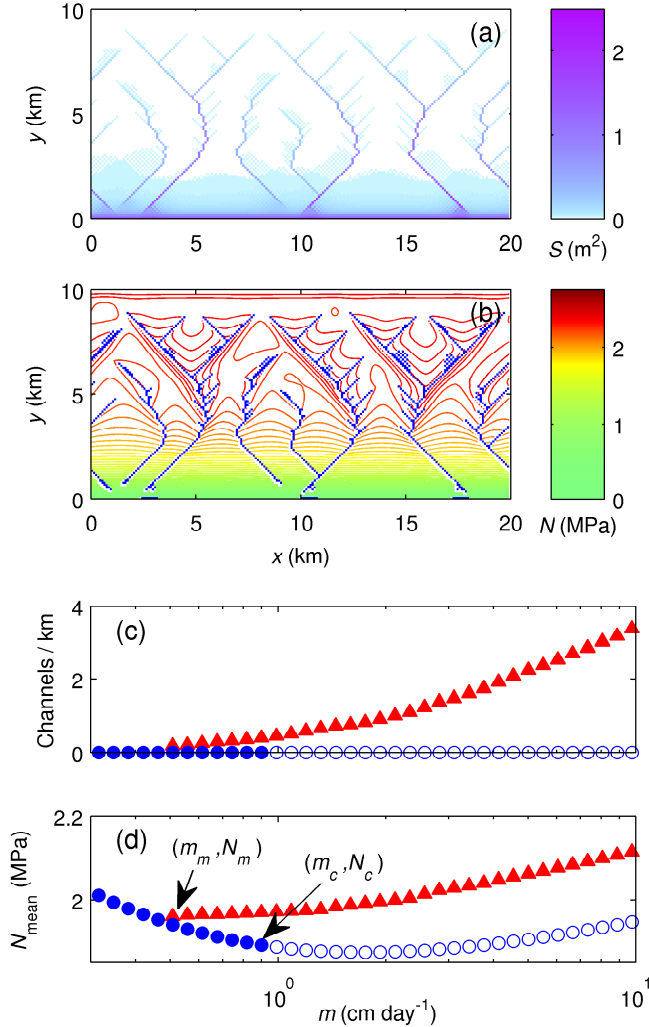 10
5
0
y (km)
(a)
0 5 10 15 20
2
1
0
S (m²)
10
5
0
y (km)
(b)
0 5 10 15 20
x (km)
2
1
0
N (MPa)
4
2
0
Channels / km
(c)
2.2
2
N_mean (MPa)
(d)
(m_m, N_m)
(m_c, N_c)
10⁰ 10¹
m (cm day⁻¹)